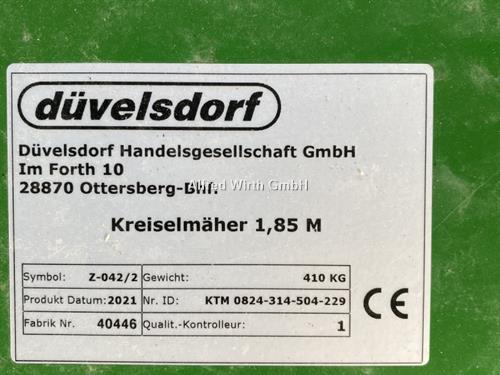 düvelsdorf
Düvelsdorf Handelsgesellschaft GmbH
Im Forth 10
28870 Ottersberg-Bhf.
Alfred Wirth GmbH
Kreiselmäher 1,85 M
Symbol: Z-042/2 Gewicht: 410 KG
Produkt Datum: 2021 Nr. ID: KTM 0824-314-504-229
Fabrik Nr. 40446 Qualit.-Kontrolleur: 1
CE